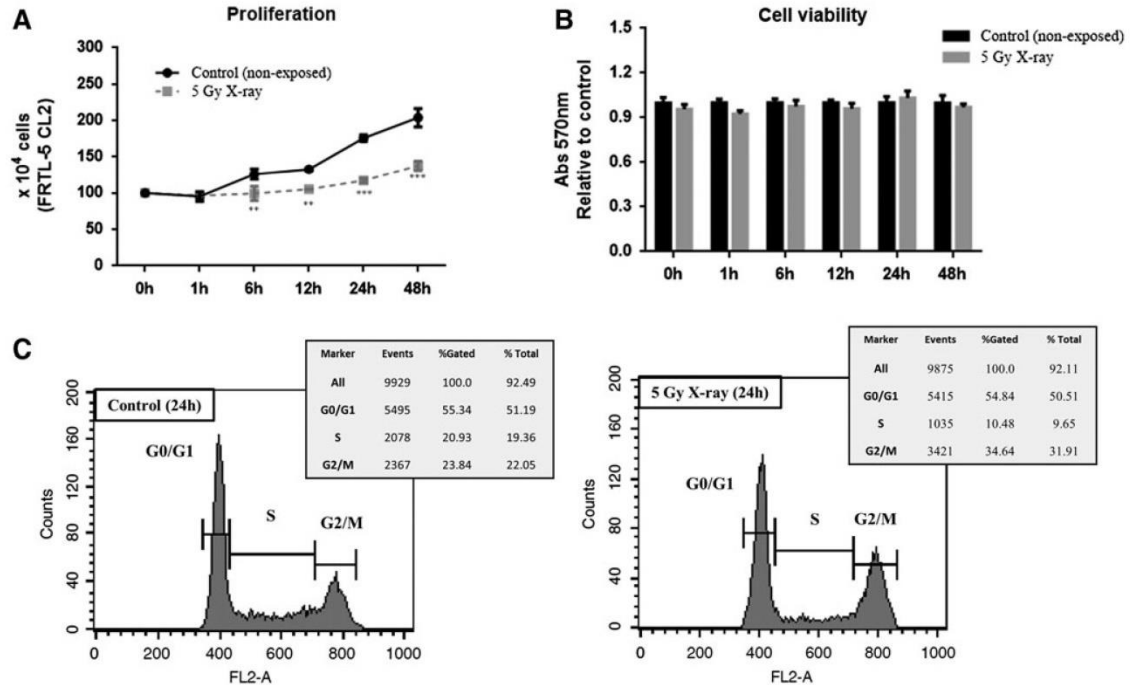 A
Proliferation
300
250
200
150
100
50
0
x 10⁴ cells
(FRTL-5 CL2)
Control (non-exposed)
5 Gy X-ray
** ** *** ***
0h 1h 6h 12h 24h 48h
B
Cell viability
1.5
1.2
0.9
0.6
0.3
0.0
Abs 570nm
Relative to control
Control (non-exposed)
5 Gy X-ray
0h 1h 6h 12h 24h 48h
C
Control (24h)
Marker Events %Gated % Total
All 9929 100.0 92.49
G0/G1 5495 55.34 51.19
S 2078 20.93 19.36
G2/M 2367 23.84 22.05
200
160
120
80
40
0
Counts
G0/G1
S
G2/M
0 200 400 600 800 1000
FL2-A
5 Gy X-ray (24h)
Marker Events %Gated % Total
All 9875 100.0 92.11
G0/G1 5415 54.84 50.51
S 1035 10.48 9.65
G2/M 3421 34.64 31.91
200
160
120
80
40
0
Counts
G0/G1
S
G2/M
0 200 400 600 800 1000
FL2-A